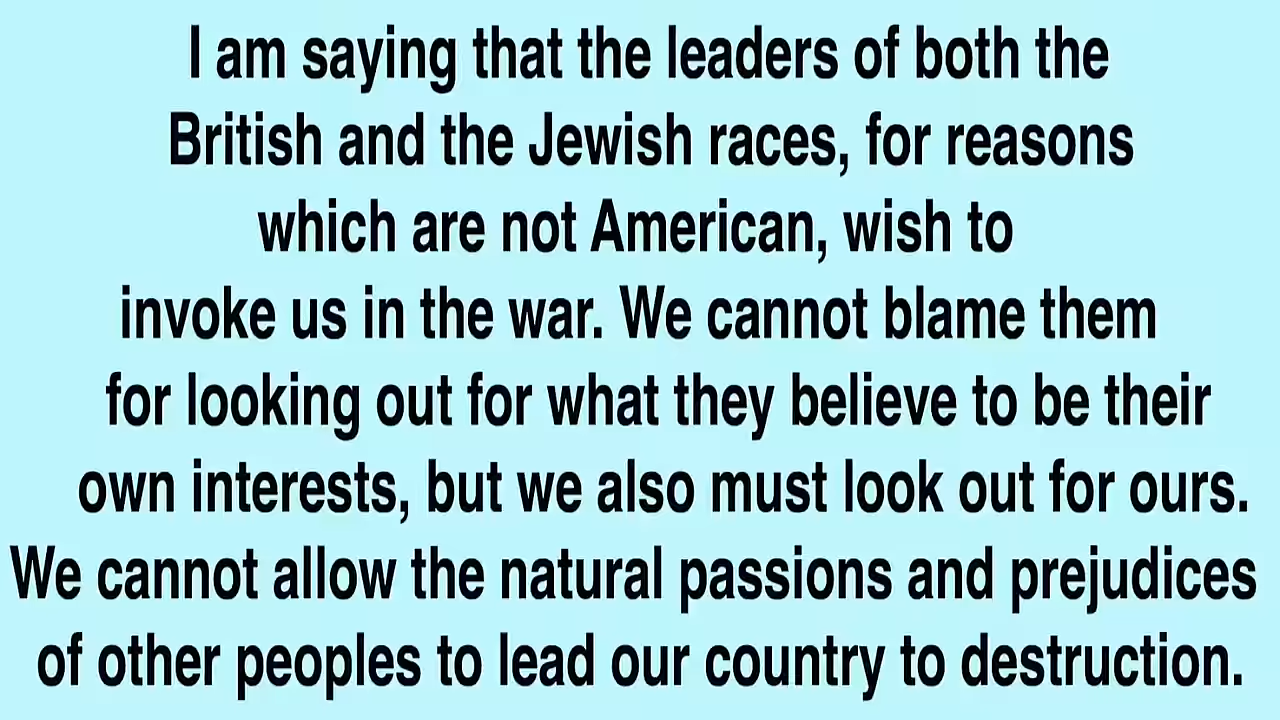 I am saying that the leaders of both the
British and the Jewish races, for reasons
which are not American, wish to
invoke us in the war. We cannot blame them
for looking out for what they believe to be their
own interests, but we also must look out for ours.
We cannot allow the natural passions and prejudices
of other peoples to lead our country to destruction.